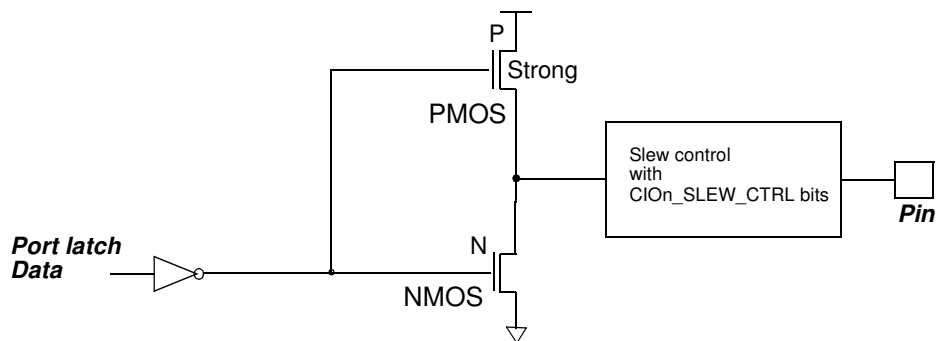 P
Strong
PMOS
Slew control
with
CIOn_SLEW_CTRL bits
Pin
Port latch
Data
N
NMOS